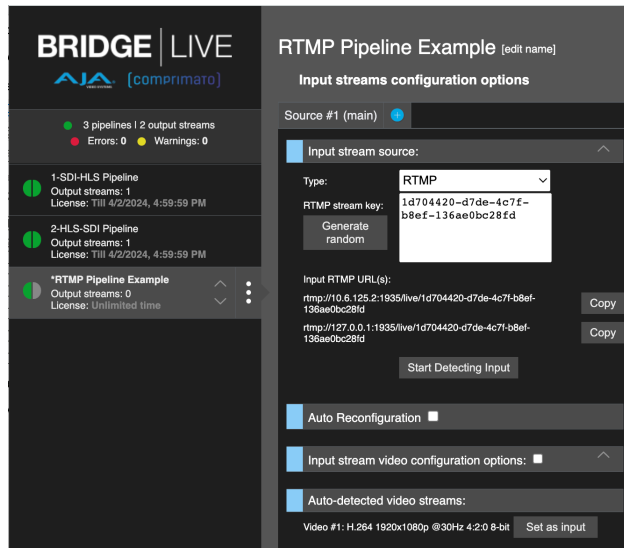 BRIDGE LIVE
AJA VIDEO SYSTEMS [comprimato]
3 pipelines | 2 output streams
Errors: 0 Warnings: 0
1-SDI-HLS Pipeline
Output streams: 1
License: Till 4/2/2024, 4:59:59 PM
2-HLS-SDI Pipeline
Output streams: 1
License: Till 4/2/2024, 4:59:59 PM
*RTMP Pipeline Example
Output streams: 0
License: Unlimited time
RTMP Pipeline Example [edit name]
Input streams configuration options
Source #1 (main)
Input stream source:
Type: RTMP
RTMP stream key: 1d704420-d7de-4c7f-
b8ef-136ae0bc28fd
Generate
random
Input RTMP URL(s):
rtmp://10.6.125.2:1935/live/1d704420-d7de-4c7f-b8ef-
136ae0bc28fd
Copy
rtmp://127.0.0.1:1935/live/1d704420-d7de-4c7f-b8ef-
136ae0bc28fd
Copy
Start Detecting Input
Auto Reconfiguration
Input stream video configuration options:
Auto-detected video streams:
Video #1: H.264 1920x1080p @30Hz 4:2:0 8-bit Set as input